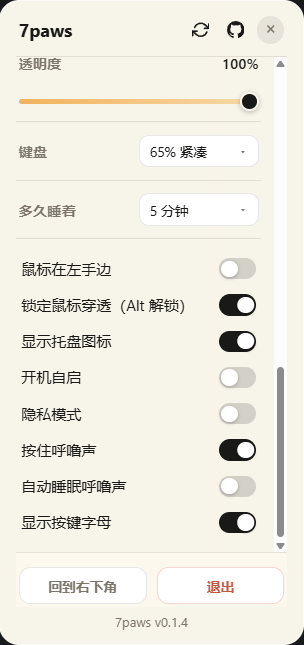 7paws
透明度 100%
键盘 65% 紧凑
多久睡着 5 分钟
鼠标在左手边
锁定鼠标穿透（Alt 解锁）
显示托盘图标
开机自启
隐私模式
按住呼噜声
自动睡眠呼噜声
显示按键字母
回到右下角 退出
7paws v0.1.4